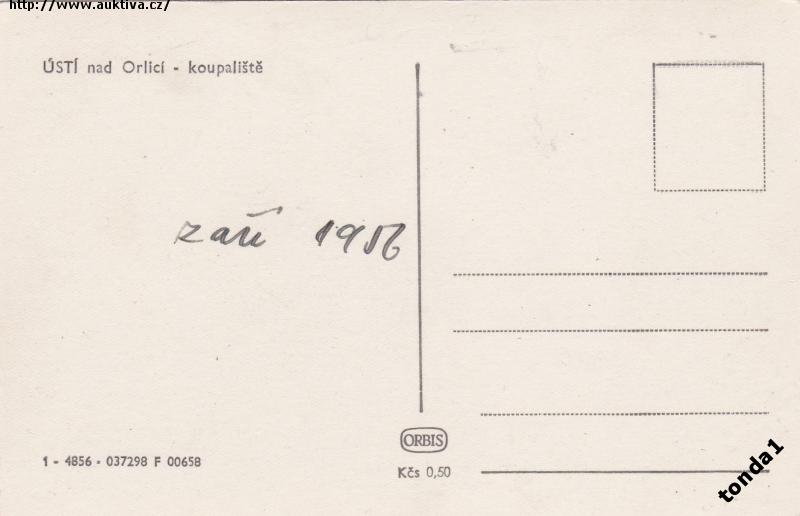 http://www.auktiva.cz/
ÚSTÍ nad Orlicí - koupaliště
září 1956
ORBIS
1 - 4856 - 037298 F 00658
Kčs 0,50
tonda1